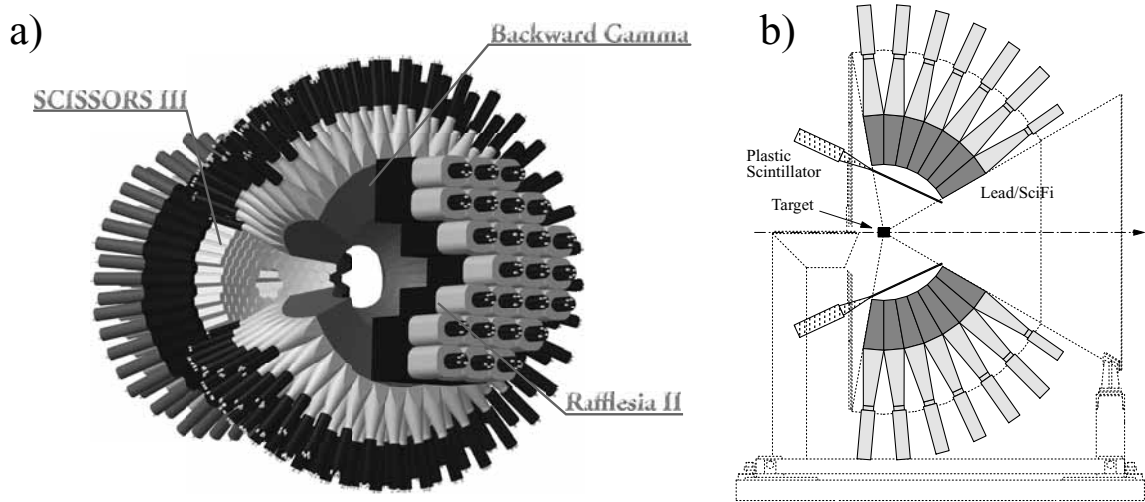 a)
Backward Gamma
SCISSORS III
Rafflesia II
b)
Plastic
Scintillator
Target
Lead/SciFi